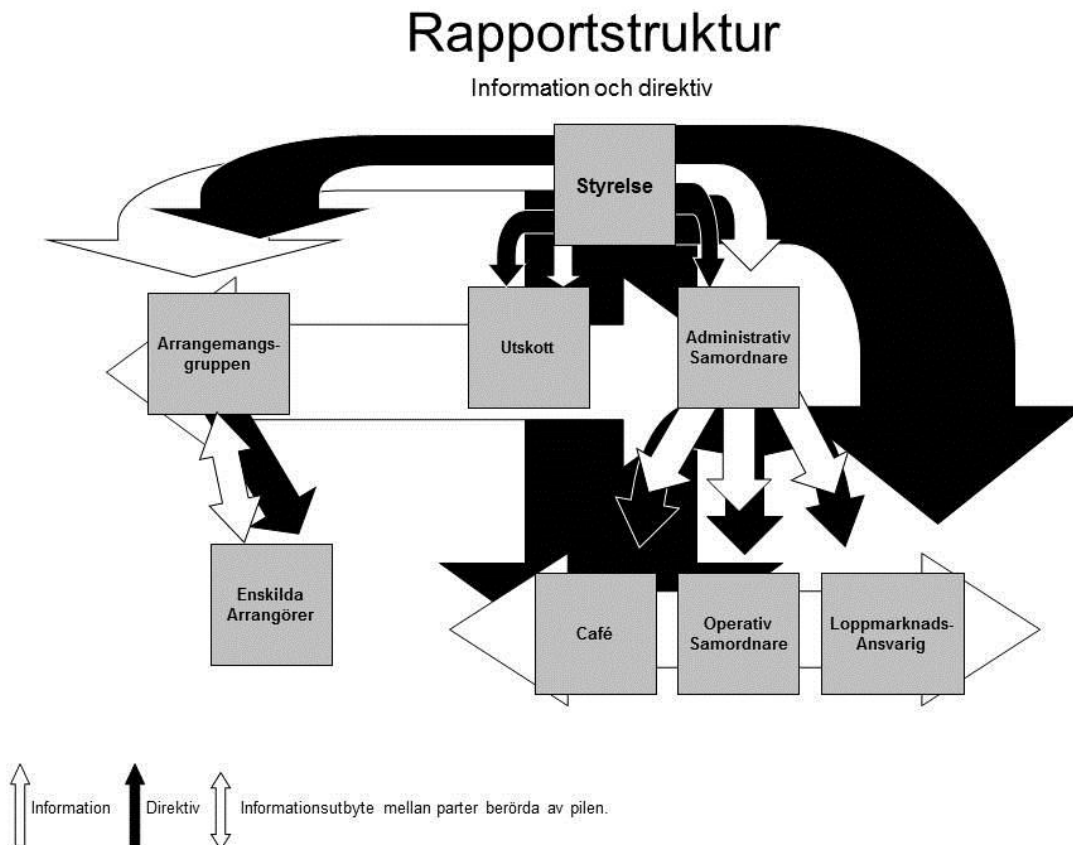 Rapportstruktur
Information och direktiv
Styrelse
Arrangemangs-
gruppen
Utskott
Administrativ
Samordnare
Enskilda
Arrangörer
Café
Operativ
Samordnare
Loppmarknads-
Ansvarig
Information
Direktiv
Informationsutbyte mellan parter berörda av pilen.